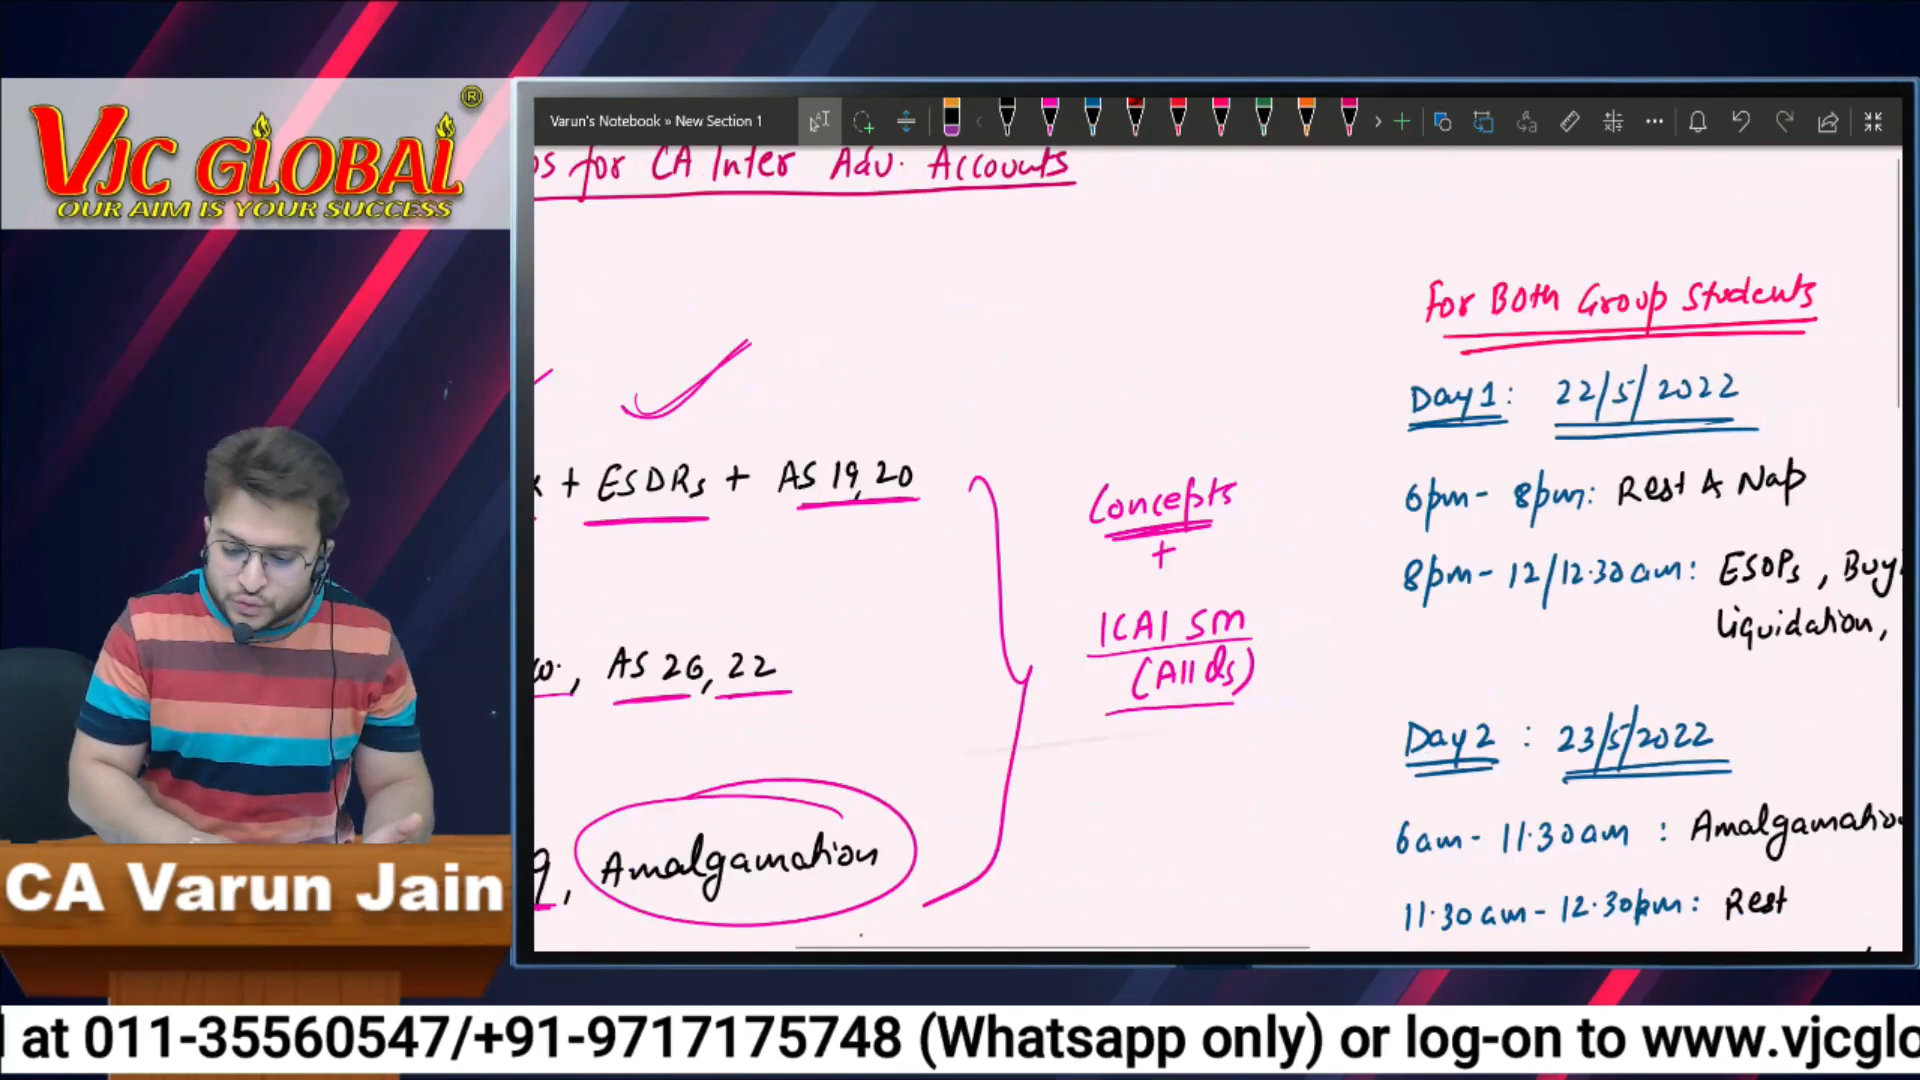 VJC GLOBAL ®
OUR AIM IS YOUR SUCCESS
Varun's Notebook » New Section 1
ps for CA Inter Adv. Accounts
+ ESDRs + AS 19, 20
, AS 26, 22
9, Amalgamation
Concepts
+
ICAI SM
(All Qs)
For Both Group Students
Day 1: 22/5/2022
6pm - 8pm: Rest & Nap
8pm - 12/12.30am: ESOPs, Buy
liquidation,
Day 2 : 23/5/2022
6am - 11.30am : Amalgamatio
11.30am - 12.30pm: Rest
CA Varun Jain
at 011-35560547/+91-9717175748 (Whatsapp only) or log-on to www.vjcglo